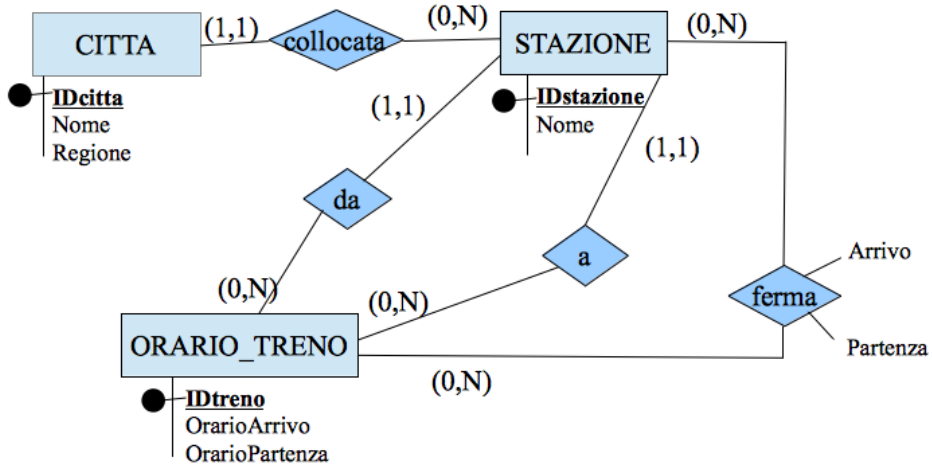 CITTA
(1,1)
collocata
(0,N)
STAZIONE
(0,N)
IDcitta
Nome
Regione
IDstazione
Nome
(1,1)
(1,1)
da
a
Arrivo
ferma
Partenza
(0,N)
(0,N)
ORARIO_TRENO
(0,N)
IDtreno
OrarioArrivo
OrarioPartenza